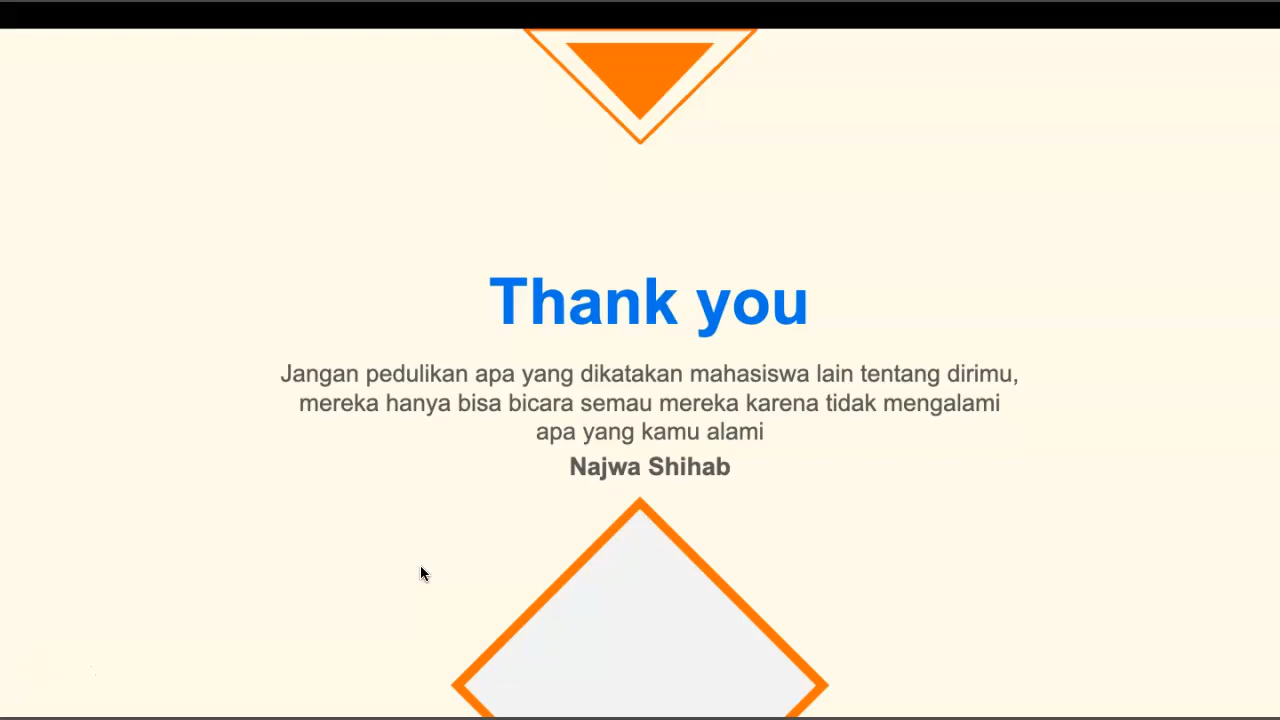 Thank you
Jangan pedulikan apa yang dikatakan mahasiswa lain tentang dirimu,
mereka hanya bisa bicara semau mereka karena tidak mengalami
apa yang kamu alami
Najwa Shihab